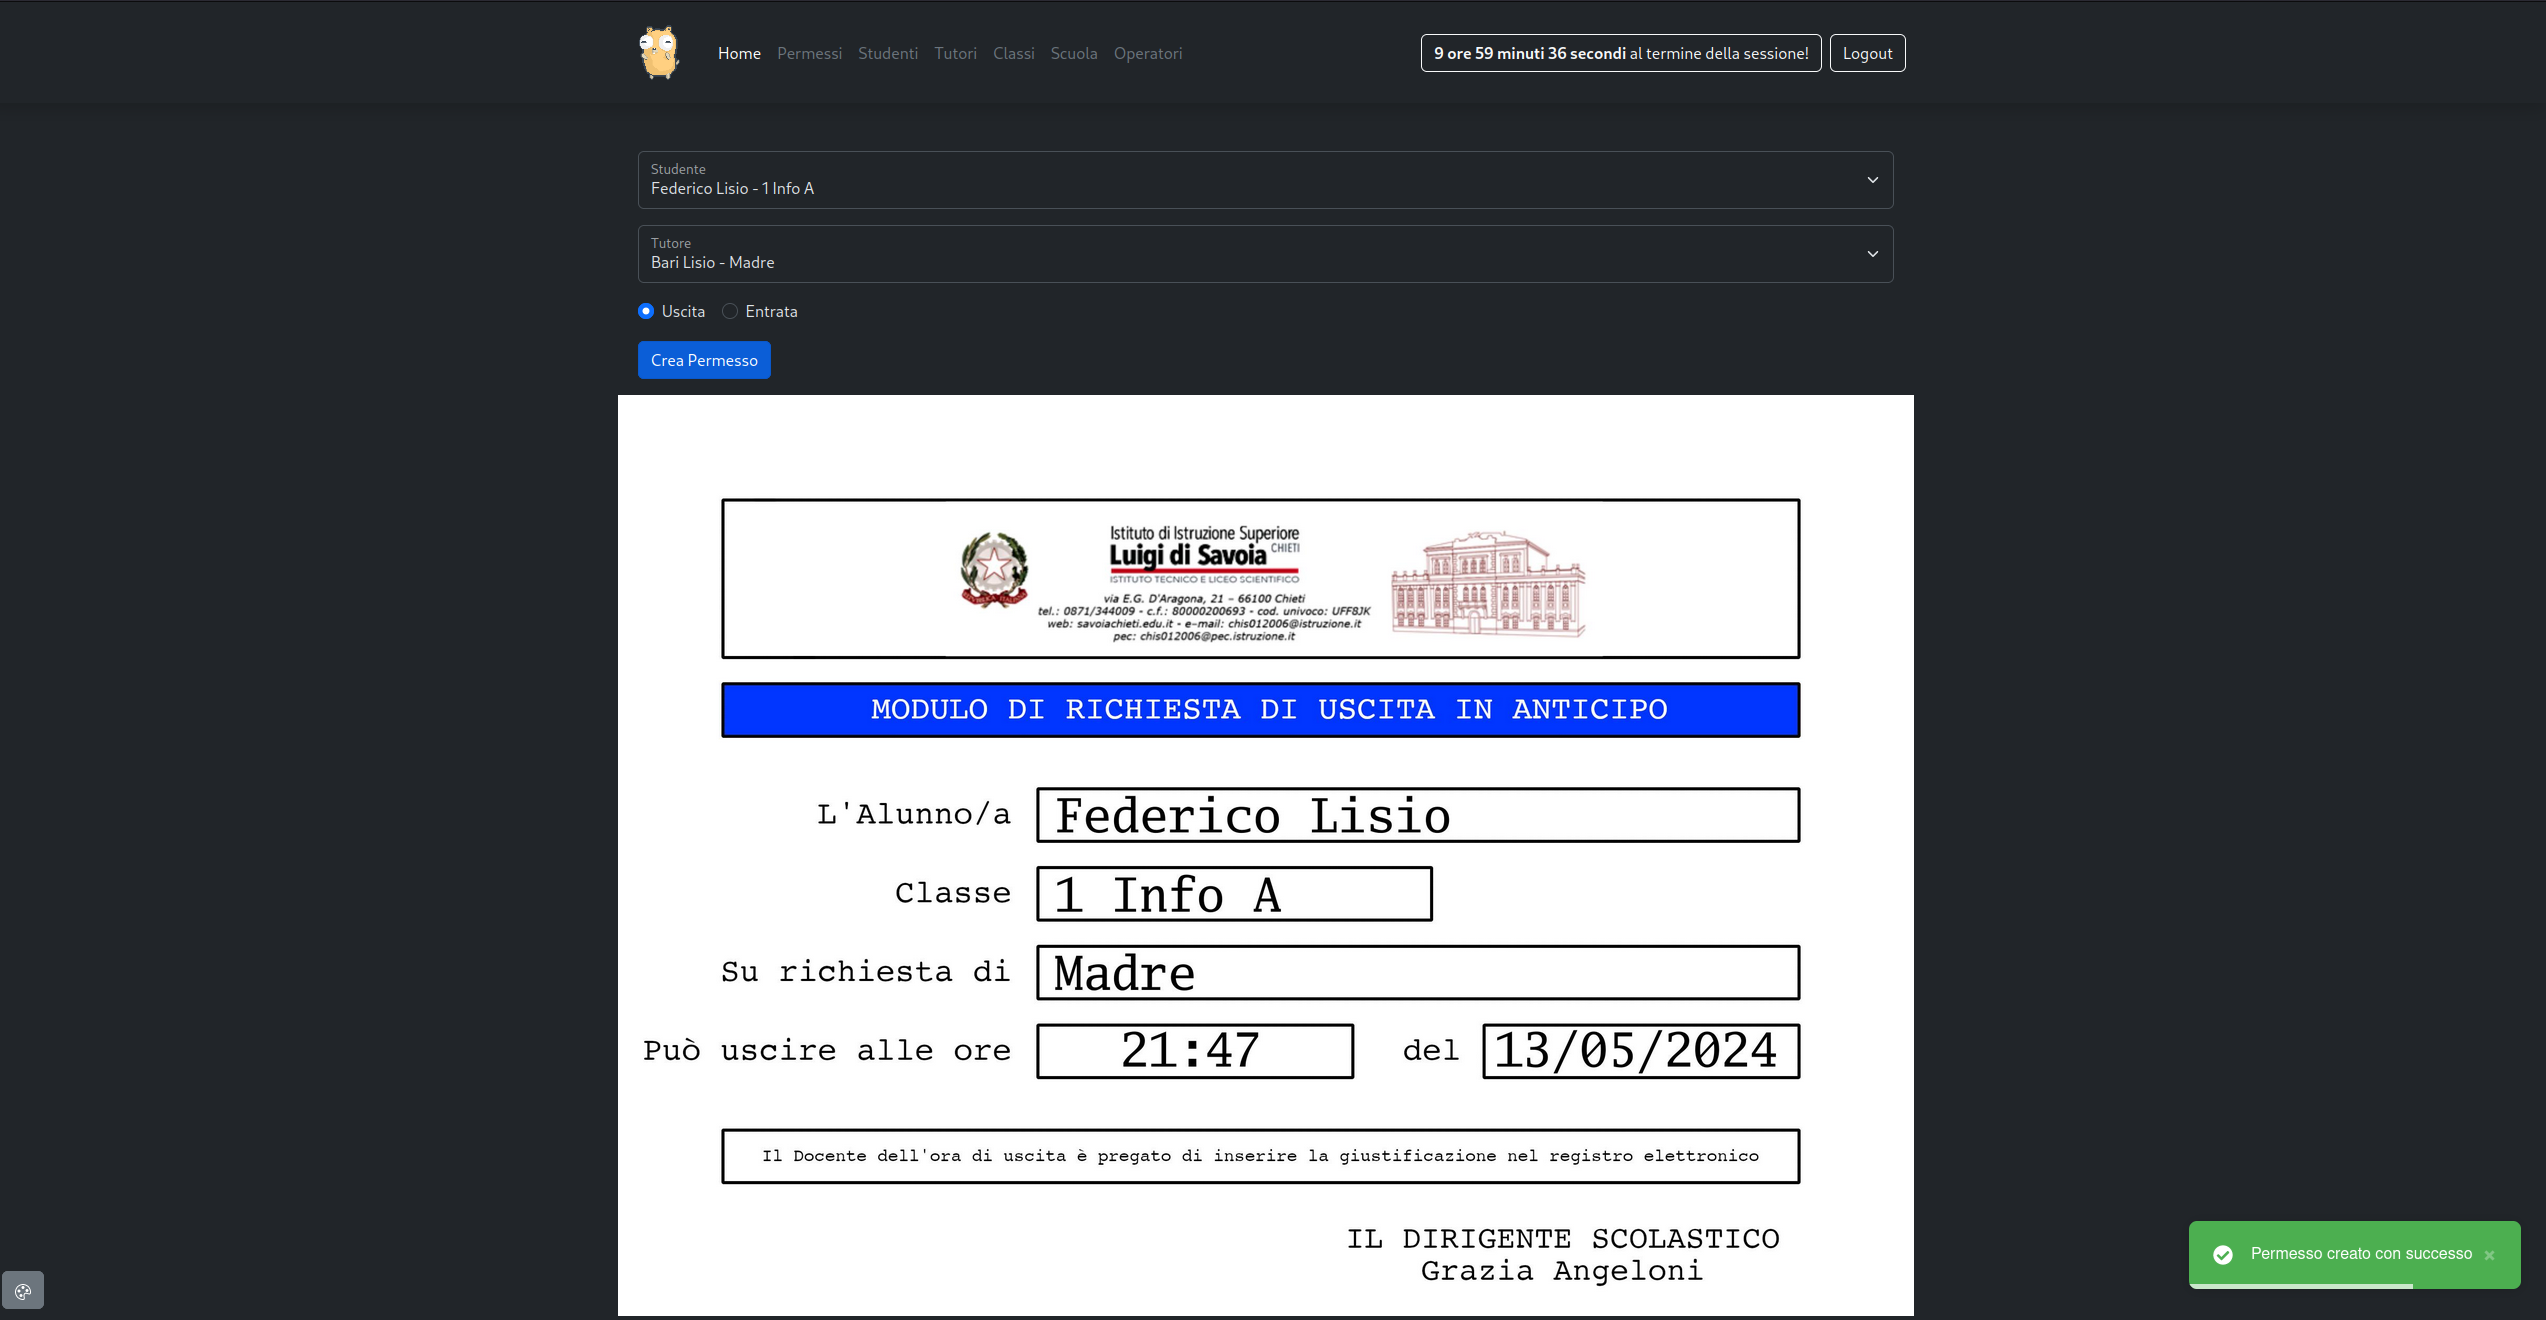 Home Permessi Studenti Tutori Classi Scuola Operatori
9 ore 59 minuti 36 secondi al termine della sessione!
Logout
Studente
Federico Lisio - 1 Info A
Tutore
Bari Lisio - Madre
Uscita Entrata
Crea Permesso
Istituto di Istruzione Superiore
Luigi di Savoia CHIETI
ISTITUTO TECNICO E LICEO SCIENTIFICO
via E.G. D'Aragona, 21 - 66100 Chieti
tel.: 0871/344009 - c.f.: 80000200693 - cod. univoco: UFF8JK
web: savoiachieti.edu.it - e-mail: chis012006@istruzione.it
pec: chis012006@pec.istruzione.it
MODULO DI RICHIESTA DI USCITA IN ANTICIPO
L'Alunno/a Federico Lisio
Classe 1 Info A
Su richiesta di Madre
Può uscire alle ore 21:47 del 13/05/2024
Il Docente dell'ora di uscita è pregato di inserire la giustificazione nel registro elettronico
IL DIRIGENTE SCOLASTICO
Grazia Angeloni
Permesso creato con successo